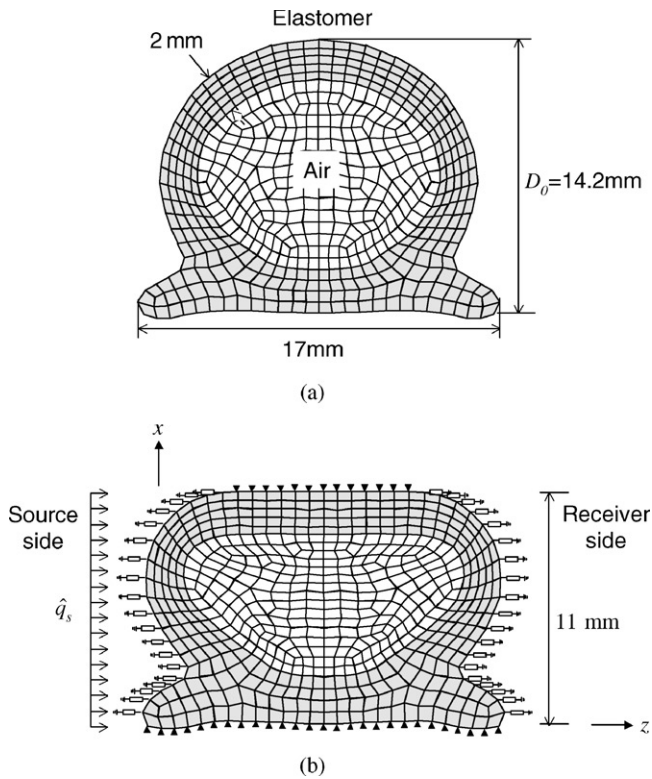 Elastomer
2 mm
Air
D₀=14.2mm
17mm
(a)
x
Source
side
Receiver
side
q̂ₛ
11 mm
z
(b)